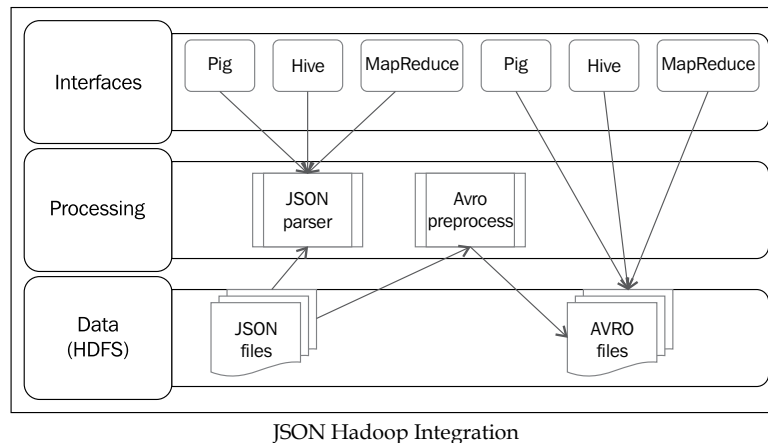 Interfaces
Pig
Hive
MapReduce
Pig
Hive
MapReduce
Processing
JSON
parser
Avro
preprocess
Data
(HDFS)
JSON
files
AVRO
files
JSON Hadoop Integration